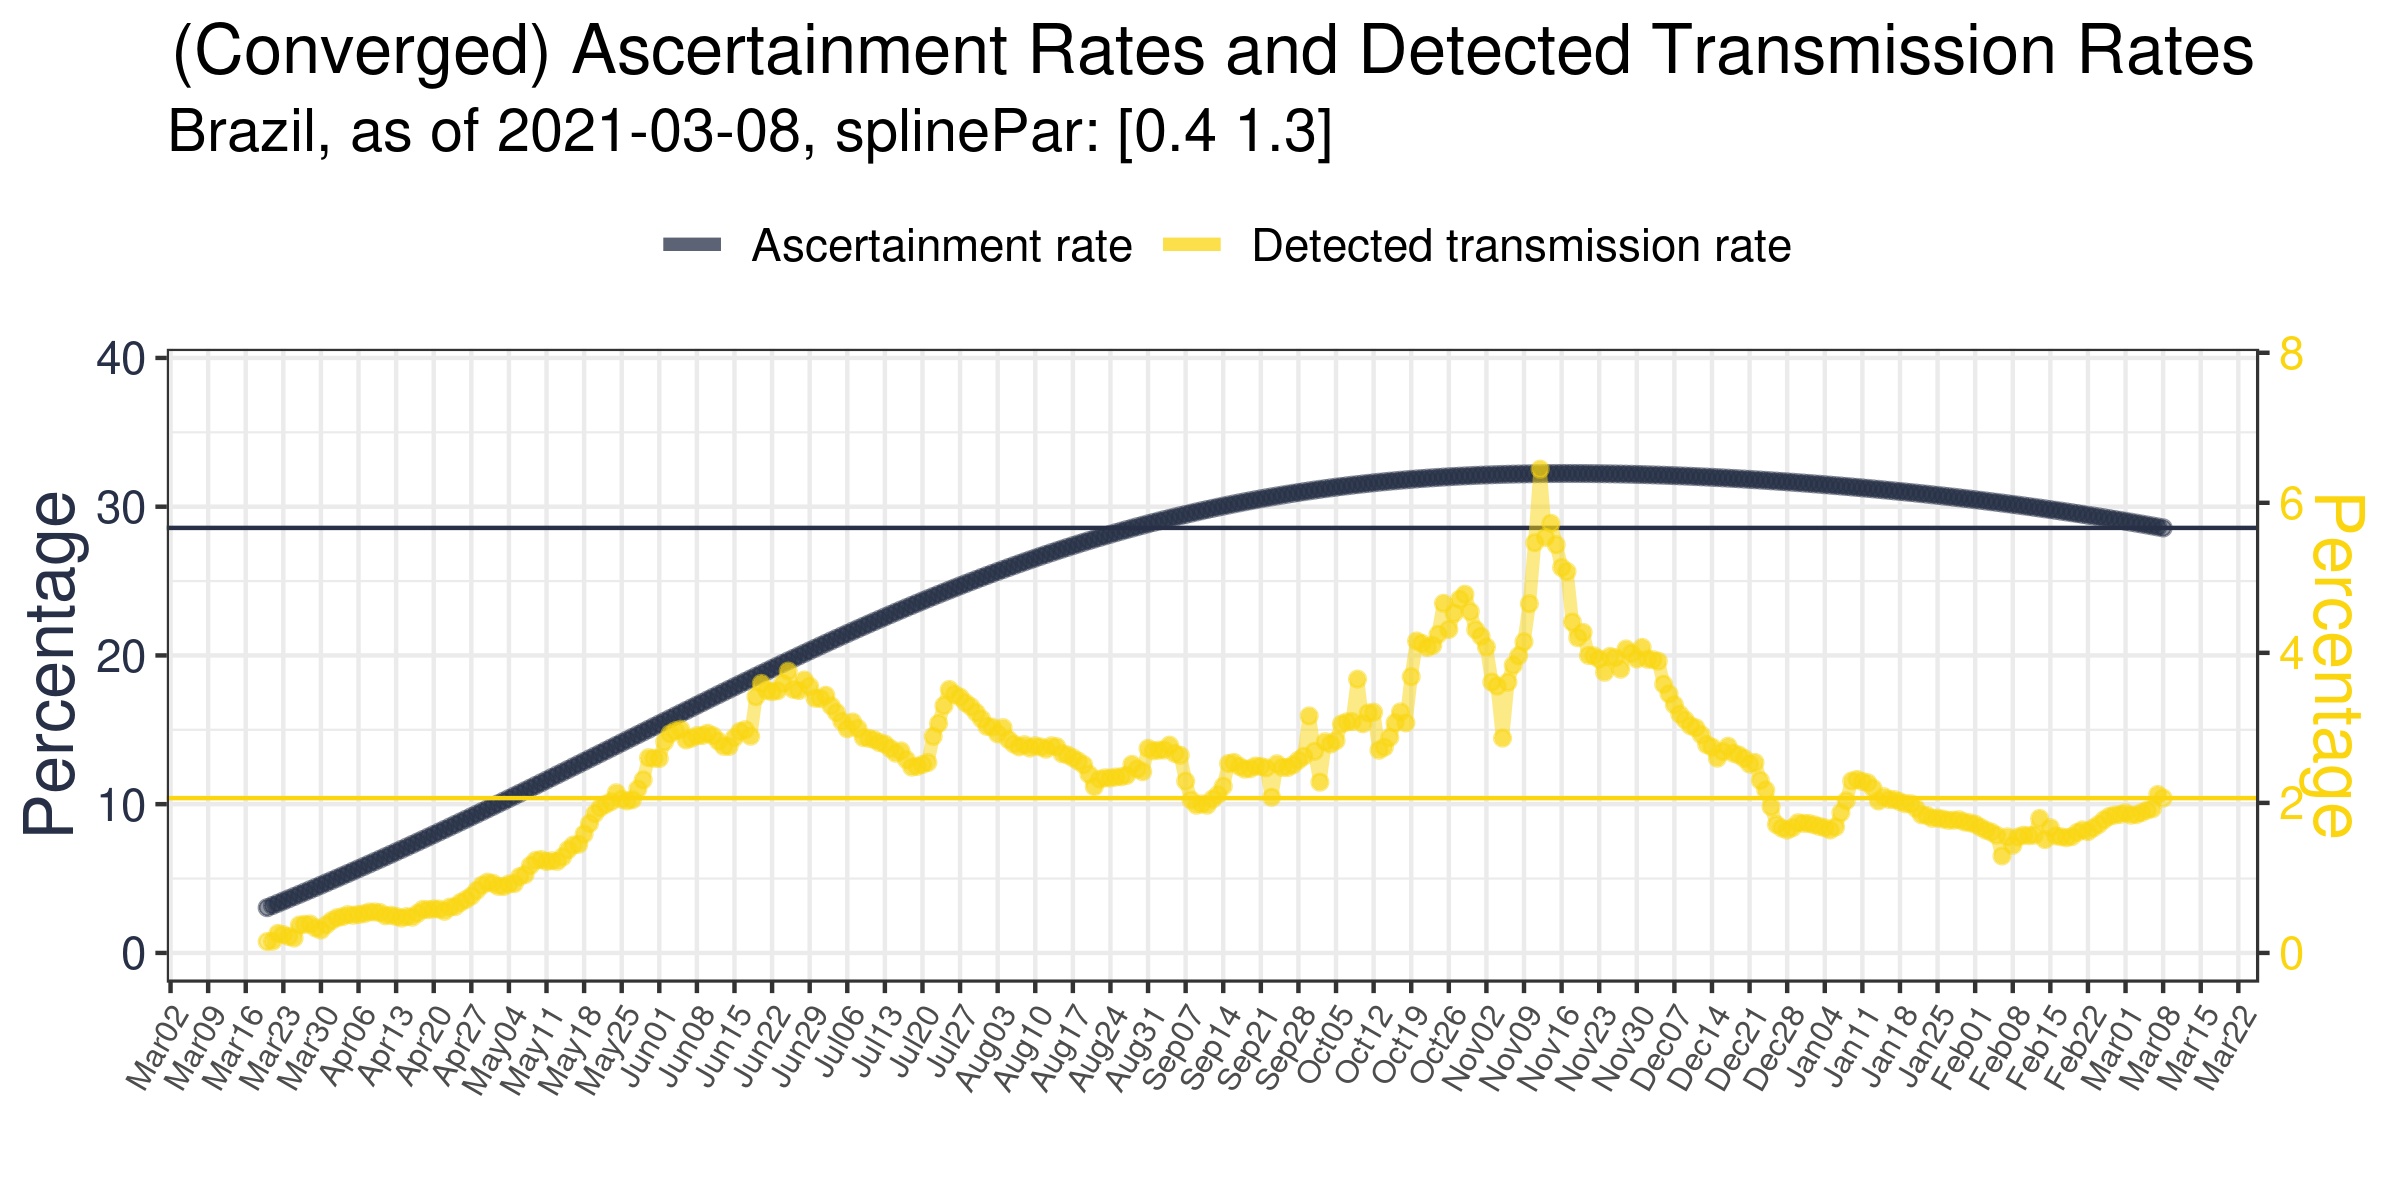 (Converged) Ascertainment Rates and Detected Transmission Rates
Brazil, as of 2021-03-08, splinePar: [0.4 1.3]
Ascertainment rate Detected transmission rate
Percentage
40
30
20
10
0
8
6
4
2
0
Percentage
Mar02 Mar09 Mar16 Mar23 Mar30 Apr06 Apr13 Apr20 Apr27 May04 May11 May18 May25 Jun01 Jun08 Jun15 Jun22 Jun29 Jul06 Jul13 Jul20 Jul27 Aug03 Aug10 Aug17 Aug24 Aug31 Sep07 Sep14 Sep21 Sep28 Oct05 Oct12 Oct19 Oct26 Nov02 Nov09 Nov16 Nov23 Nov30 Dec07 Dec14 Dec21 Dec28 Jan04 Jan11 Jan18 Jan25 Feb01 Feb08 Feb15 Feb22 Mar01 Mar08 Mar15 Mar22